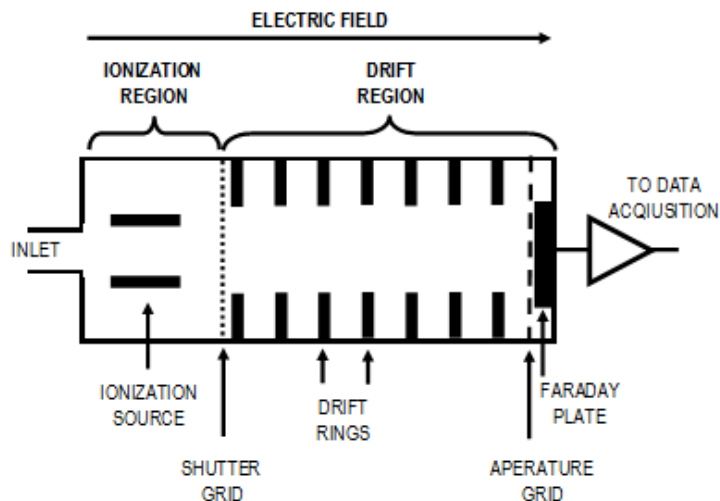 ELECTRIC FIELD
IONIZATION
REGION
DRIFT
REGION
TO DATA
ACQIUSITION
INLET
IONIZATION
SOURCE
DRIFT
RINGS
FARADAY
PLATE
SHUTTER
GRID
APERATURE
GRID